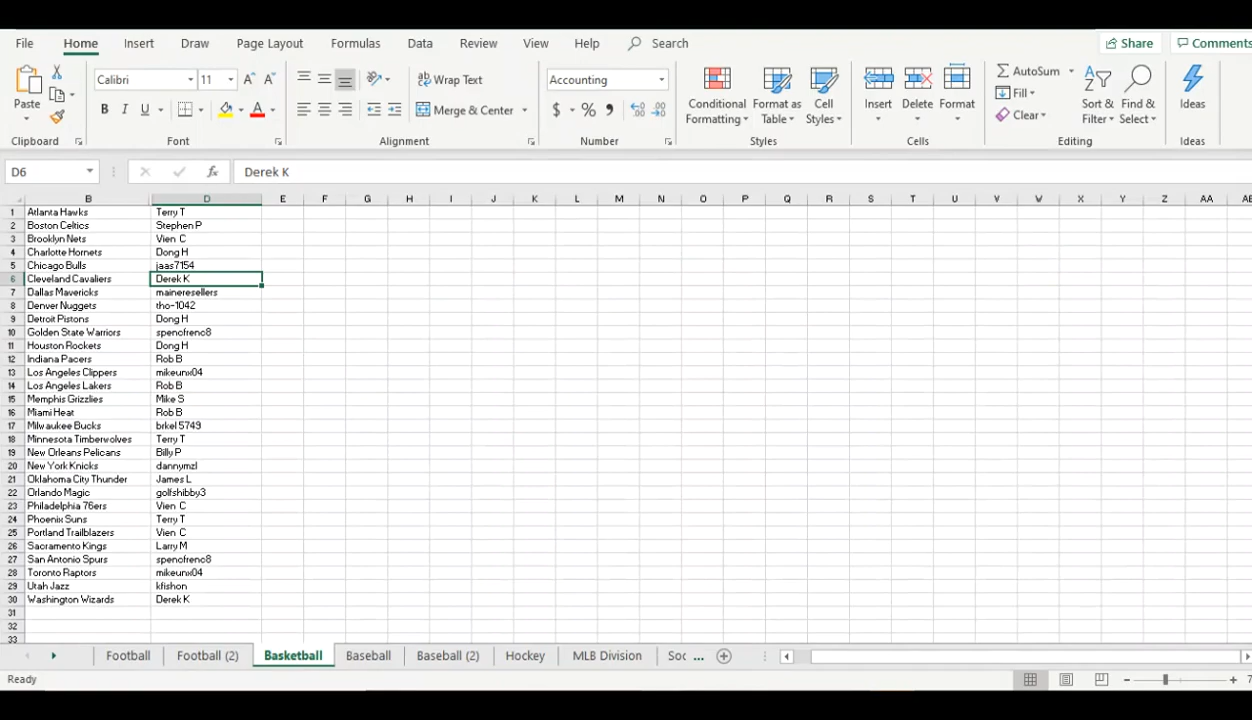 File Home Insert Draw Page Layout Formulas Data Review View Help Search Share Comments
Paste Calibri 11 A A ab Wrap Text Accounting Conditional Formatting Format as Table Cell Styles Insert Delete Format AutoSum Sort & Filter Find & Select Ideas
B I U A Merge & Center $ % , Fill
Clear
Clipboard Font Alignment Number Styles Cells Editing Ideas
D6 fx Derek K
B D E F G H I J K L M N O P Q R S T U V W X Y Z AA
1 Atlanta Hawks Terry T
2 Boston Celtics Stephen P
3 Brooklyn Nets Vien C
4 Charlotte Hornets Dong H
5 Chicago Bulls jaas7154
6 Cleveland Cavaliers Derek K
7 Dallas Mavericks maineresellers
8 Denver Nuggets tho-1042
9 Detroit Pistons Dong H
10 Golden State Warriors spencfrenc8
11 Houston Rockets Dong H
12 Indiana Pacers Rob B
13 Los Angeles Clippers mikeunx04
14 Los Angeles Lakers Rob B
15 Memphis Grizzlies Mike S
16 Miami Heat Rob B
17 Milwaukee Bucks brkel 5749
18 Minnesota Timberwolves Terry T
19 New Orleans Pelicans Billy P
20 New York Knicks dannymzl
21 Oklahoma City Thunder James L
22 Orlando Magic golfshibby3
23 Philadelphia 76ers Vien C
24 Phoenix Suns Terry T
25 Portland Trailblazers Vien C
26 Sacramento Kings Larry M
27 San Antonio Spurs spencfrenc8
28 Toronto Raptors mikeunx04
29 Utah Jazz kfishon
30 Washington Wizards Derek K
31
32
33
Football Football (2) Basketball Baseball Baseball (2) Hockey MLB Division Soc ...
Ready